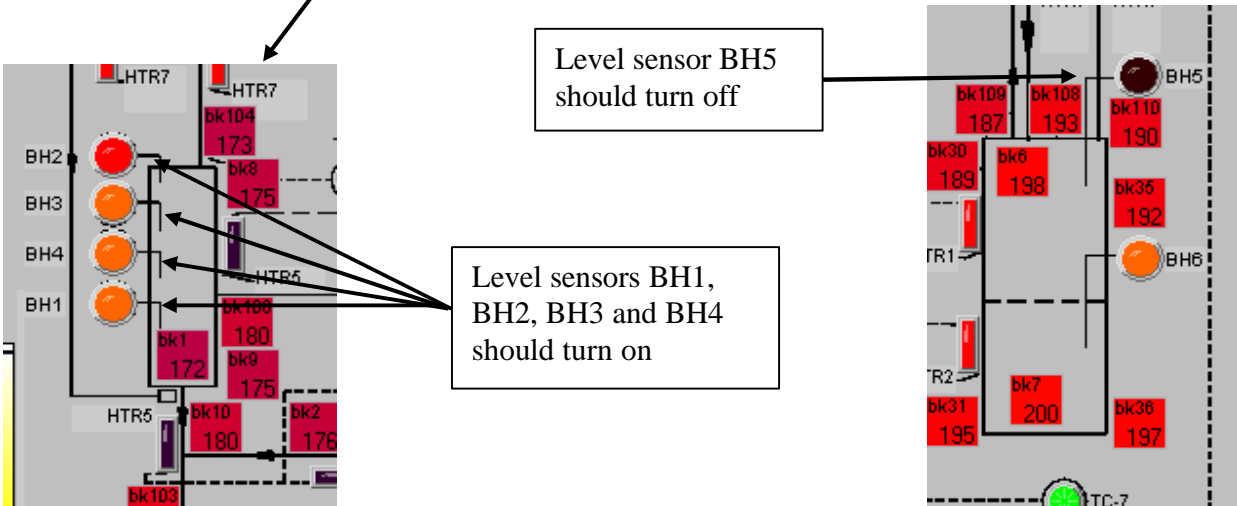 HTR7
HTR7
bk104
173
BH2
bk8
175
BH3
BH4
HTR5
BH1
180
bk1
172
bk9
175
HTR5
bk10
180
bk2
176
bk103
Level sensor BH5
should turn off
Level sensors BH1,
BH2, BH3 and BH4
should turn on
BH5
bk109
187
bk108
193
bk110
190
bk30
189
bk6
198
bk35
192
TR1
BH6
TR2
bk7
200
bk31
195
bk36
197
TC-7